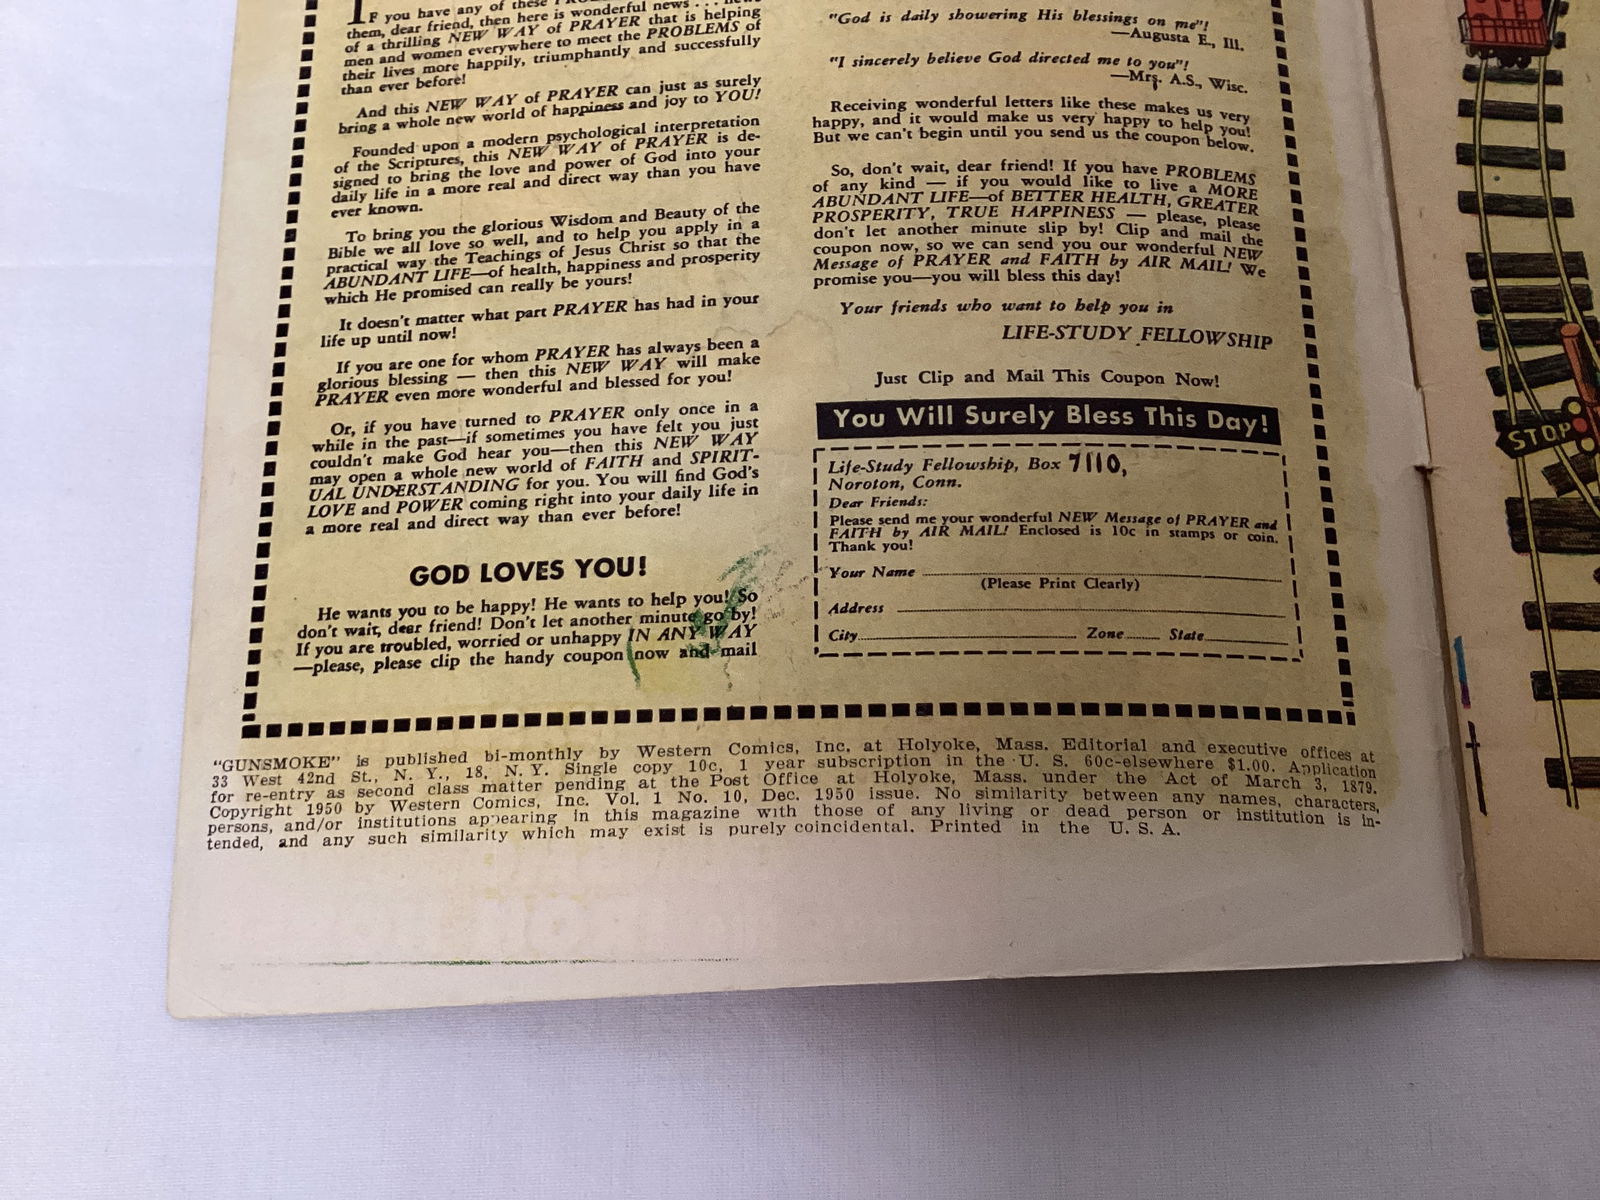 IF you have any of these
them, dear friend, then here is wonderful news . . . news
of a thrilling NEW WAY of PRAYER that is helping
men and women everywhere to meet the PROBLEMS of
their lives more happily, triumphantly and successfully
than ever before!
And this NEW WAY of PRAYER can just as surely
bring a whole new world of happiness and joy to YOU!
Founded upon a modern psychological interpretation
of the Scriptures, this NEW WAY of PRAYER is de-
signed to bring the love and power of God into your
daily life in a more real and direct way than you have
ever known.
To bring you the glorious Wisdom and Beauty of the
Bible we all love so well, and to help you apply in a
practical way the Teachings of Jesus Christ so that the
ABUNDANT LIFE—of health, happiness and prosperity
which He promised can really be yours!
It doesn't matter what part PRAYER has had in your
life up until now!
If you are one for whom PRAYER has always been a
glorious blessing — then this NEW WAY will make
PRAYER even more wonderful and blessed for you!
Or, if you have turned to PRAYER only once in a
while in the past—if sometimes you have felt you just
couldn't make God hear you—then this NEW WAY
may open a whole new world of FAITH and SPIRIT-
UAL UNDERSTANDING for you. You will find God's
LOVE and POWER coming right into your daily life in
a more real and direct way than ever before!
GOD LOVES YOU!
He wants you to be happy! He wants to help you! So
don't wait, dear friend! Don't let another minute go by!
If you are troubled, worried or unhappy IN ANY WAY
—please, please clip the handy coupon now and mail
"God is daily showering His blessings on me"!
—Augusta E., Ill.
"I sincerely believe God directed me to you"!
—Mrs. A.S., Wisc.
Receiving wonderful letters like these makes us very
happy, and it would make us very happy to help you!
But we can't begin until you send us the coupon below.
So, don't wait, dear friend! If you have PROBLEMS
of any kind — if you would like to live a MORE
ABUNDANT LIFE—of BETTER HEALTH, GREATER
PROSPERITY, TRUE HAPPINESS — please, please
don't let another minute slip by! Clip and mail the
coupon now, so we can send you our wonderful NEW
Message of PRAYER and FAITH by AIR MAIL! We
promise you—you will bless this day!
Your friends who want to help you in
LIFE-STUDY FELLOWSHIP
Just Clip and Mail This Coupon Now!
You Will Surely Bless This Day!
Life-Study Fellowship, Box 7110,
Noroton, Conn.
Dear Friends:
Please send me your wonderful NEW Message of PRAYER and
FAITH by AIR MAIL! Enclosed is 10c in stamps or coin.
Thank you!
Your Name
(Please Print Clearly)
Address
City Zone State
"GUNSMOKE" is published bi-monthly by Western Comics, Inc. at Holyoke, Mass. Editorial and executive offices at
33 West 42nd St., N. Y., 18, N. Y. Single copy 10c, 1 year subscription in the U. S. 60c-elsewhere $1.00. Application
for re-entry as second class matter pending at the Post Office at Holyoke, Mass. under the Act of March 3, 1879.
Copyright 1950 by Western Comics, Inc. Vol. 1 No. 10, Dec. 1950 issue. No similarity between any names, characters,
persons, and/or institutions appearing in this magazine with those of any living or dead person or institution is in-
tended, and any such similarity which may exist is purely coincidental. Printed in the U. S. A.
STOP